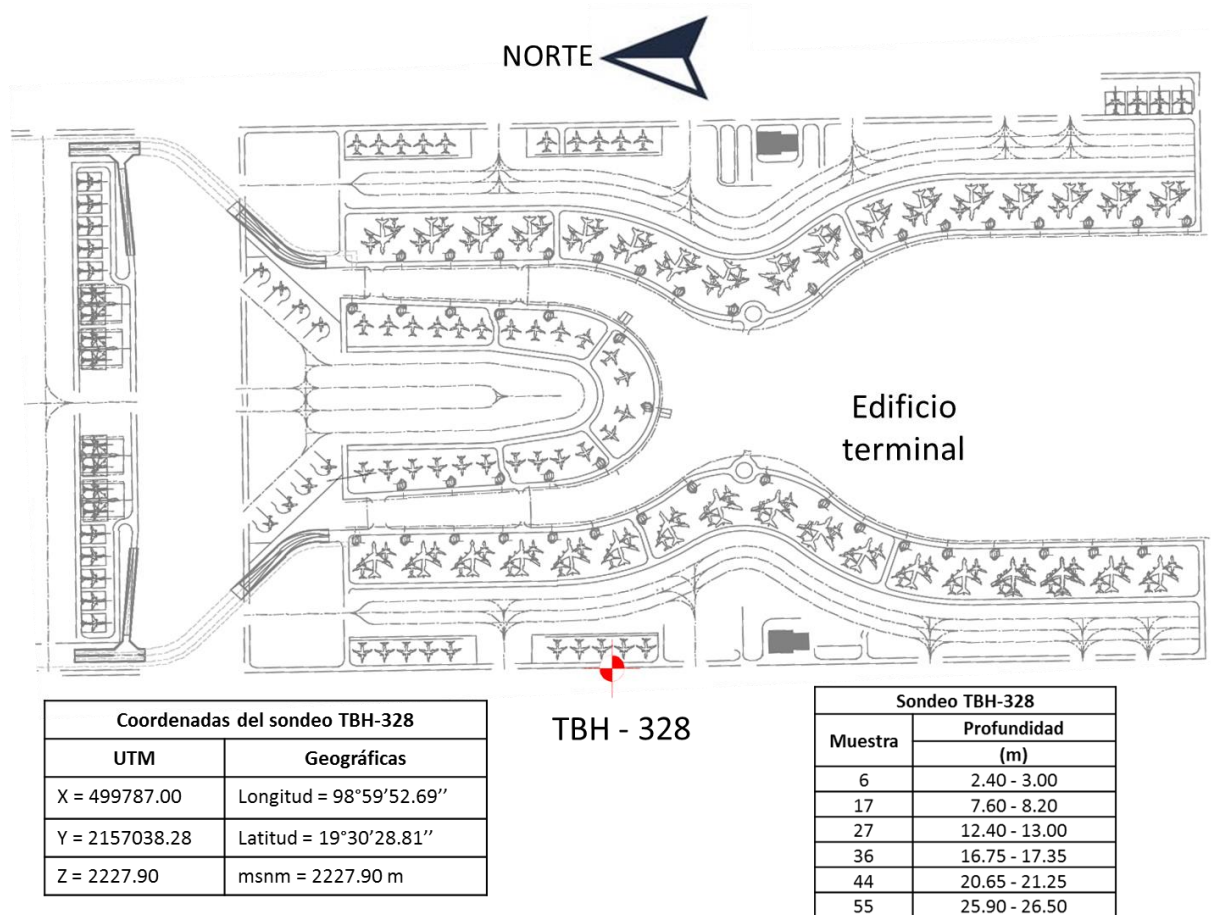 NORTE
Edificio
terminal
TBH - 328
Coordenadas del sondeo TBH-328
UTM Geográficas
X = 499787.00 Longitud = 98°59’52.69’’
Y = 2157038.28 Latitud = 19°30’28.81’’
Z = 2227.90 msnm = 2227.90 m
Sondeo TBH-328
Muestra Profundidad
(m)
6 2.40 - 3.00
17 7.60 - 8.20
27 12.40 - 13.00
36 16.75 - 17.35
44 20.65 - 21.25
55 25.90 - 26.50